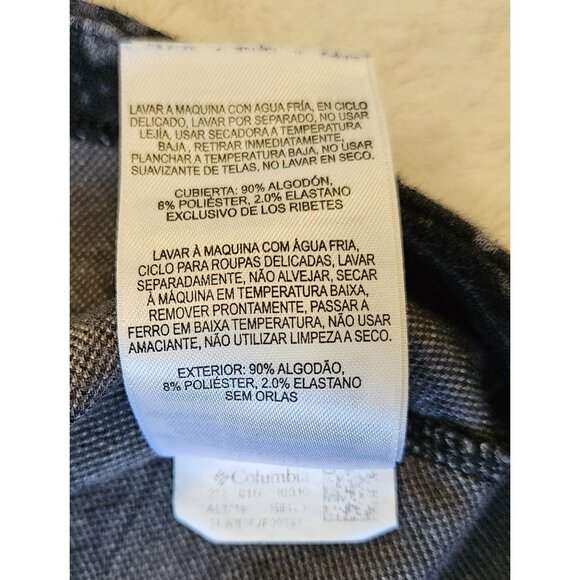 LAVAR A MAQUINA CON AGUA FRÍA, EN CICLO
DELICADO, LAVAR POR SEPARADO, NO USAR
LEJÍA, USAR SECADORA A TEMPERATURA
BAJA , RETIRAR INMEDIATAMENTE,
PLANCHAR A TEMPERATURA BAJA, NO USAR
SUAVIZANTE DE TELAS, NO LAVAR EN SECO.
CUBIERTA: 90% ALGODÓN,
8% POLIÉSTER, 2.0% ELASTANO
EXCLUSIVO DE LOS RIBETES
LAVAR À MAQUINA COM ÁGUA FRIA,
CICLO PARA ROUPAS DELICADAS, LAVAR
SEPARADAMENTE, NÃO ALVEJAR, SECAR
À MÁQUINA EM TEMPERATURA BAIXA,
REMOVER PRONTAMENTE, PASSAR A
FERRO EM BAIXA TEMPERATURA, NÃO USAR
AMACIANTE, NÃO UTILIZAR LIMPEZA A SECO.
EXTERIOR: 90% ALGODÃO,
8% POLIÉSTER, 2.0% ELASTANO
SEM ORLAS
Columbia
0117